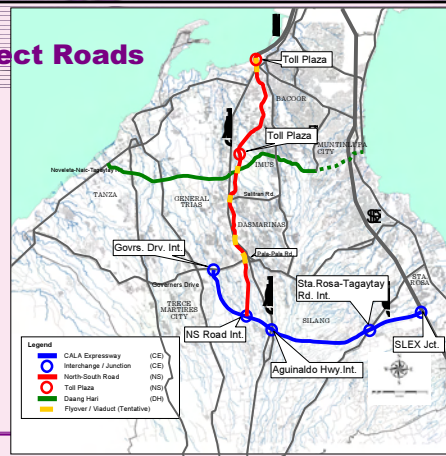 ect Roads
Toll Plaza
BACOOR
Toll Plaza
MUNTINLUPA
CITY
IMUS
Noveleta-Naic-Tagaytay
TANZA
GENERAL
TRIAS
Salitran Rd.
DASMARINAS
Govrs. Drv. Int.
Pala-Pala Rd.
Governors Drive
Sta.Rosa-Tagaytay
Rd. Int.
STA.
ROSA
TRECE
MARTIRES
CITY
SILANG
NS Road Int.
SLEX Jct.
Aguinaldo Hwy.Int.
Legend
CALA Expressway (CE)
Interchange / Junction (CE)
North-South Road (NS)
Toll Plaza (NS)
Daang Hari (DH)
Flyover / Viaduct (Tentative)